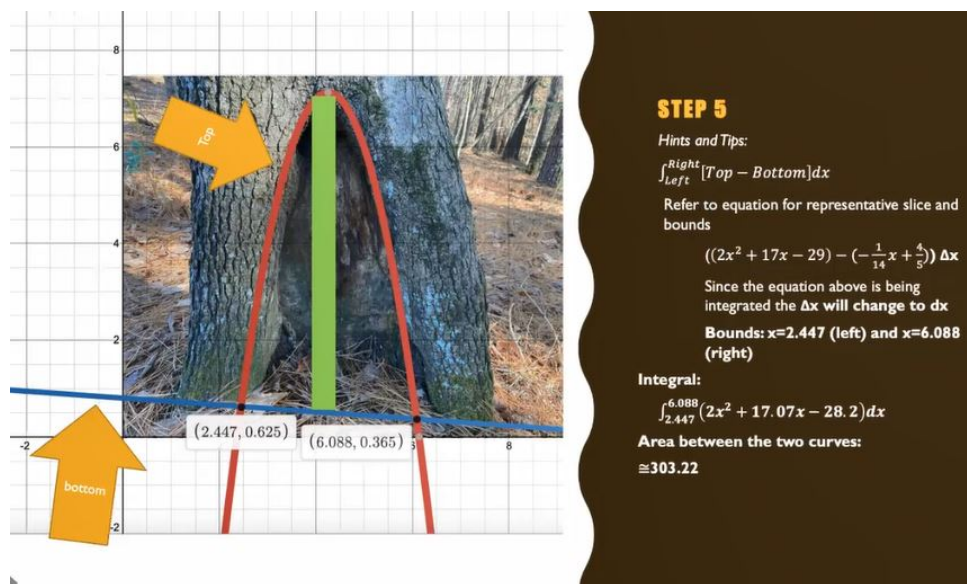 8
6
4
2
-2
-2
6
8
Top
bottom
(2.447, 0.625)
(6.088, 0.365)
STEP 5
Hints and Tips:
∫_{Left}^{Right}[Top − Bottom]dx
Refer to equation for representative slice and
bounds
((2x² + 17x − 29) − (−\frac{1}{14}x + \frac{4}{5})) Δx
Since the equation above is being
integrated the Δx will change to dx
Bounds: x=2.447 (left) and x=6.088
(right)
Integral:
∫_{2.447}^{6.088}(2x² + 17.07x − 28.2)dx
Area between the two curves:
≅303.22